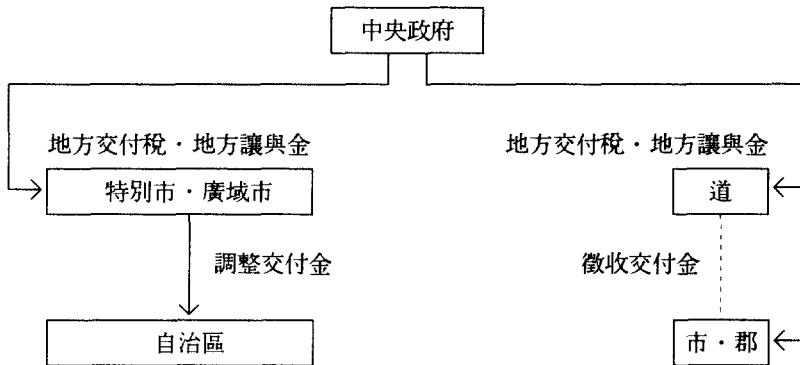 中央政府
地方交付稅・地方讓與金
地方交付稅・地方讓與金
特別市・廣域市
道
調整交付金
徵收交付金
自治區
市・郡